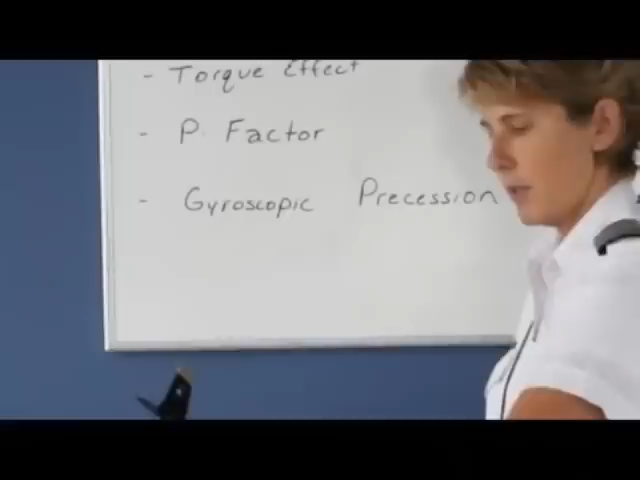 - Torque Effect
- P Factor
- Gyroscopic Precession